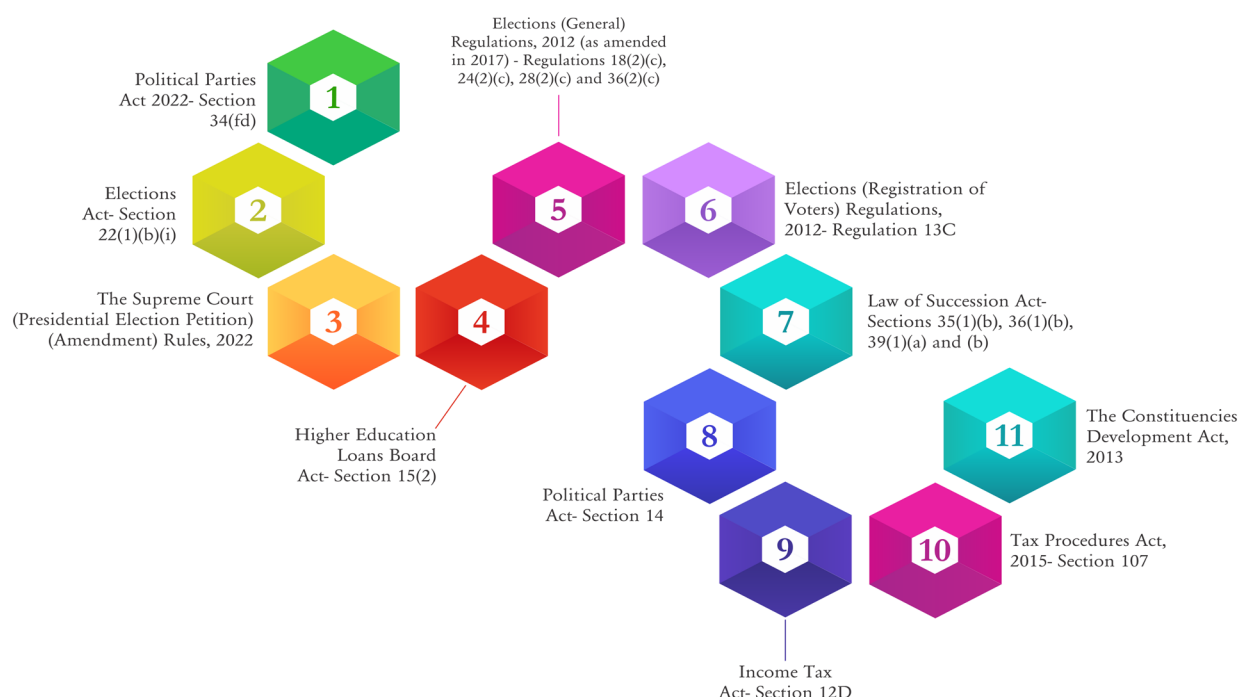 1
Political Parties
Act 2022- Section
34(fd)
2
Elections
Act- Section
22(1)(b)(i)
3
The Supreme Court
(Presidential Election Petition)
(Amendment) Rules, 2022
4
Higher Education
Loans Board
Act- Section 15(2)
5
Elections (General)
Regulations, 2012 (as amended
in 2017) - Regulations 18(2)(c),
24(2)(c), 28(2)(c) and 36(2)(c)
6
Elections (Registration of
Voters) Regulations,
2012- Regulation 13C
7
Law of Succession Act-
Sections 35(1)(b), 36(1)(b),
39(1)(a) and (b)
8
Political Parties
Act- Section 14
9
Income Tax
Act- Section 12D
10
Tax Procedures Act,
2015- Section 107
11
The Constituencies
Development Act,
2013